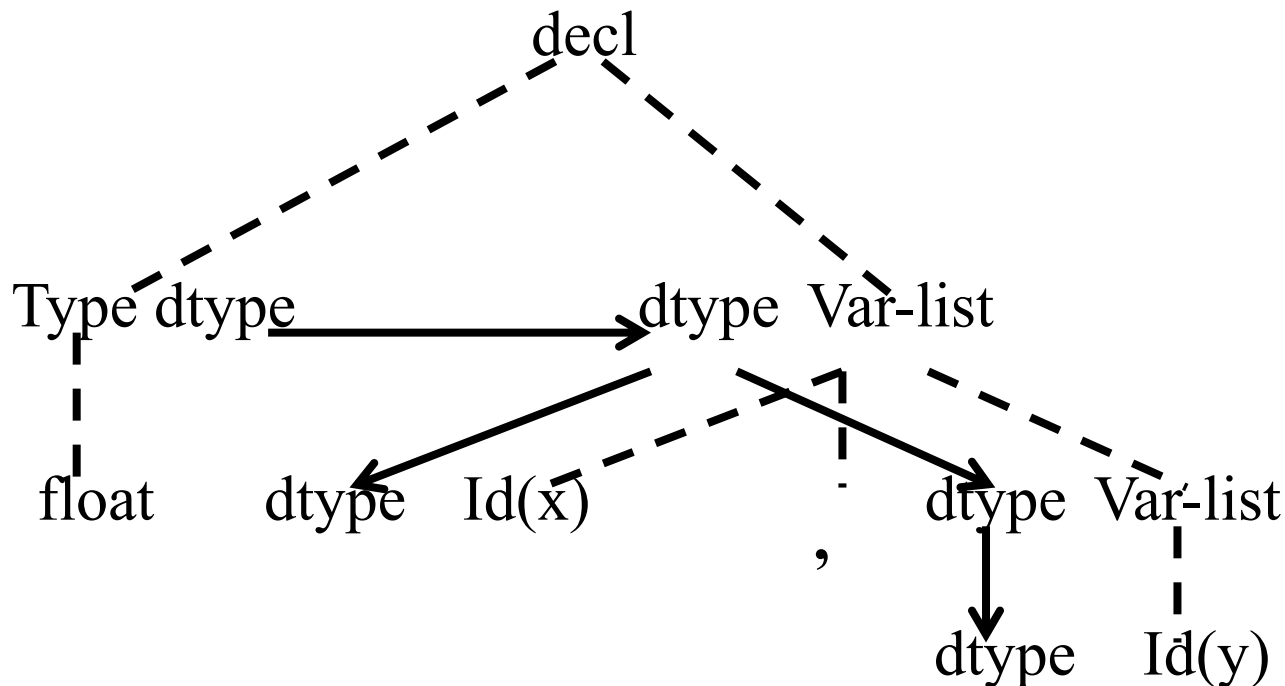 decl
Type dtype dtype Var-list
float dtype Id(x) , dtype Var-list
dtype Id(y)